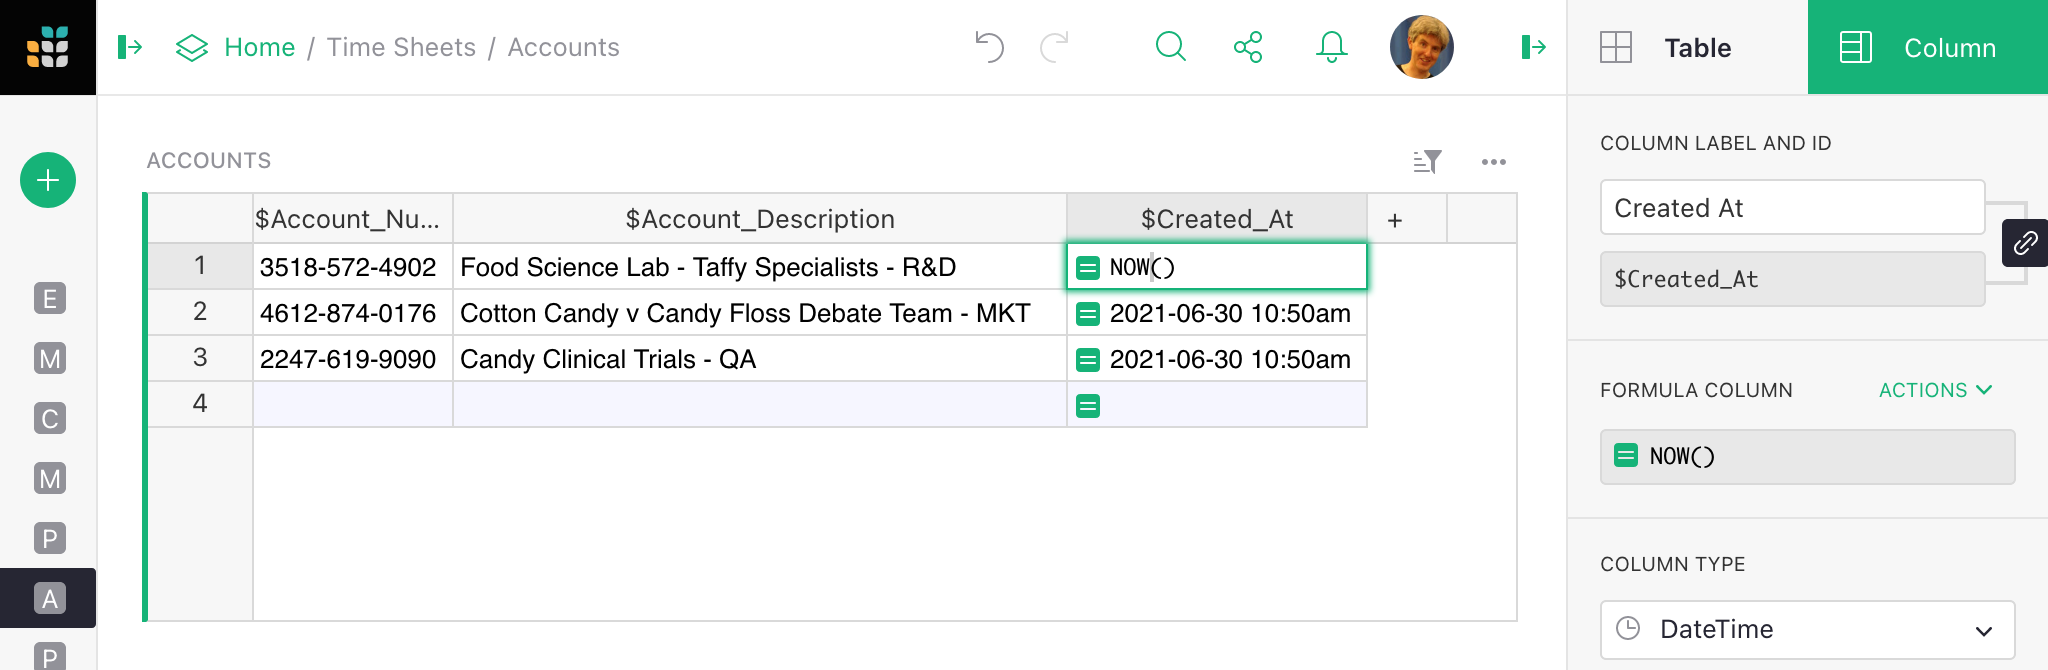 Home / Time Sheets / Accounts
Table
Column
ACCOUNTS
$Account_Nu... $Account_Description $Created_At +
1 3518-572-4902 Food Science Lab - Taffy Specialists - R&D NOW()
2 4612-874-0176 Cotton Candy v Candy Floss Debate Team - MKT 2021-06-30 10:50am
3 2247-619-9090 Candy Clinical Trials - QA 2021-06-30 10:50am
4
E
M
C
M
P
A
P
COLUMN LABEL AND ID
Created At
$Created_At
FORMULA COLUMN ACTIONS
NOW()
COLUMN TYPE
DateTime